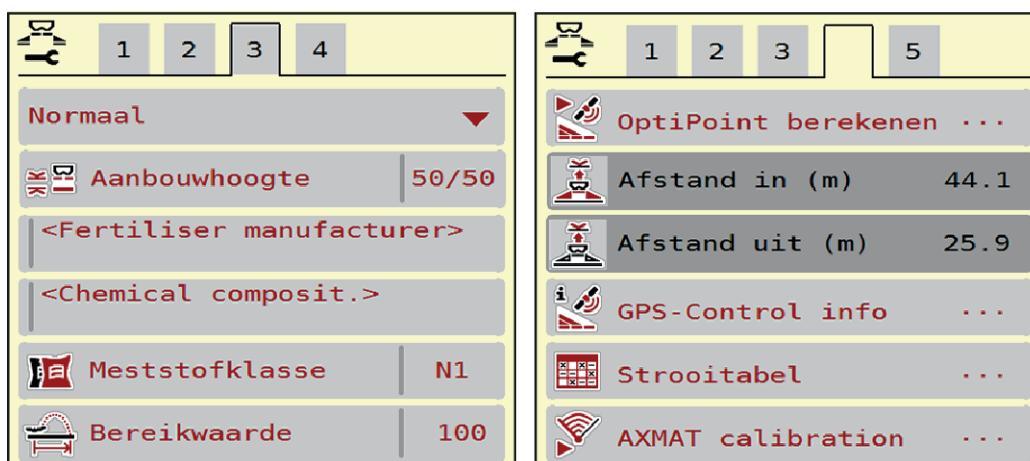 1 2 3 4
Normaal
Aanbouwhoogte 50/50
<Fertiliser manufacturer>
<Chemical composit.>
Meststofklasse N1
Bereikwaarde 100
1 2 3 5
OptiPoint berekenen ...
Afstand in (m) 44.1
Afstand uit (m) 25.9
GPS-Control info ...
Strooitabel ...
AXMAT calibration ...